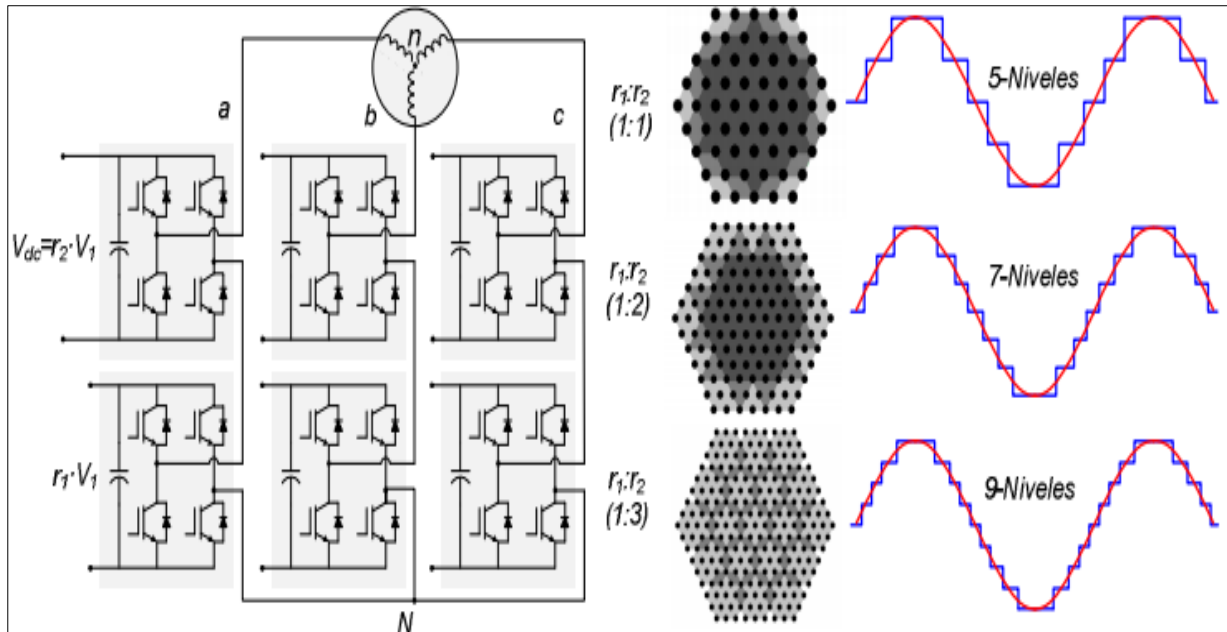 n
a
b
c
V_dc=r_2·V_1
r_1·V_1
N
r_1:r_2
(1:1)
5-Niveles
r_1:r_2
(1:2)
7-Niveles
r_1:r_2
(1:3)
9-Niveles